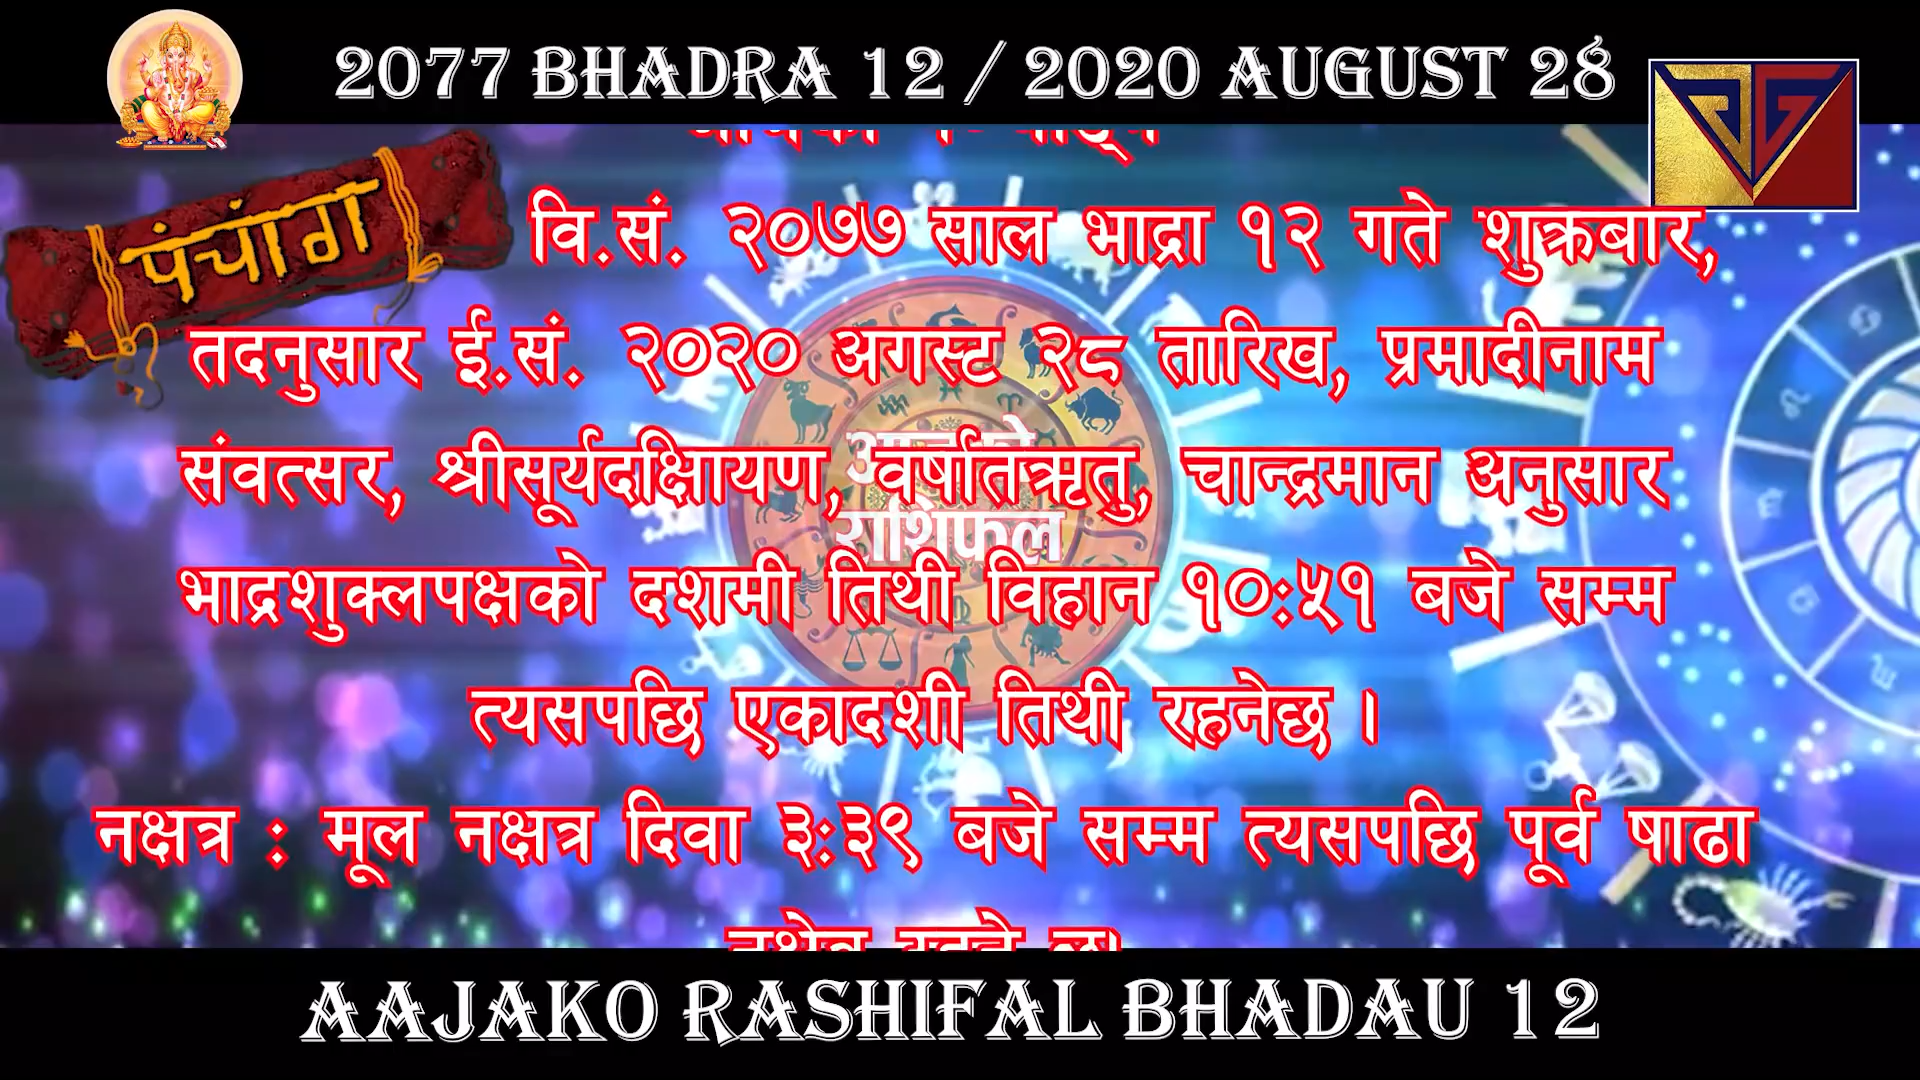 2077 BHADRA 12 / 2020 AUGUST 28
पंचांग
वि.सं. २०७७ साल भाद्रा १२ गते शुक्रबार,
तदनुसार ई.सं. २०२० अगस्ट २८ तारिख, प्रमादीनाम
संवत्सर, श्रीसूर्यदक्षिायण, वर्षातिऋतु, चान्द्रमान अनुसार
राशिफल
भाद्रशुक्लपक्षको दशमी तिथी विहान १०:५१ बजे सम्म
त्यसपछि एकादशी तिथी रहनेछ ।
नक्षत्र : मूल नक्षत्र दिवा ३:३९ बजे सम्म त्यसपछि पूर्व षाढा
AAJAKO RASHIFAL BHADAU 12